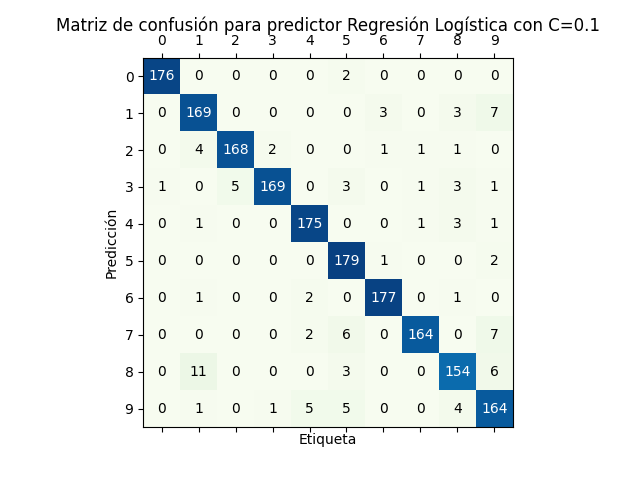 Matriz de confusión para predictor Regresión Logística con C=0.1
0 1 2 3 4 5 6 7 8 9
0 176 0 0 0 0 2 0 0 0 0
1 0 169 0 0 0 0 3 0 3 7
2 0 4 168 2 0 0 1 1 1 0
3 1 0 5 169 0 3 0 1 3 1
4 0 1 0 0 175 0 0 1 3 1
5 0 0 0 0 0 179 1 0 0 2
6 0 1 0 0 2 0 177 0 1 0
7 0 0 0 0 2 6 0 164 0 7
8 0 11 0 0 0 3 0 0 154 6
9 0 1 0 1 5 5 0 0 4 164
Predicción
Etiqueta